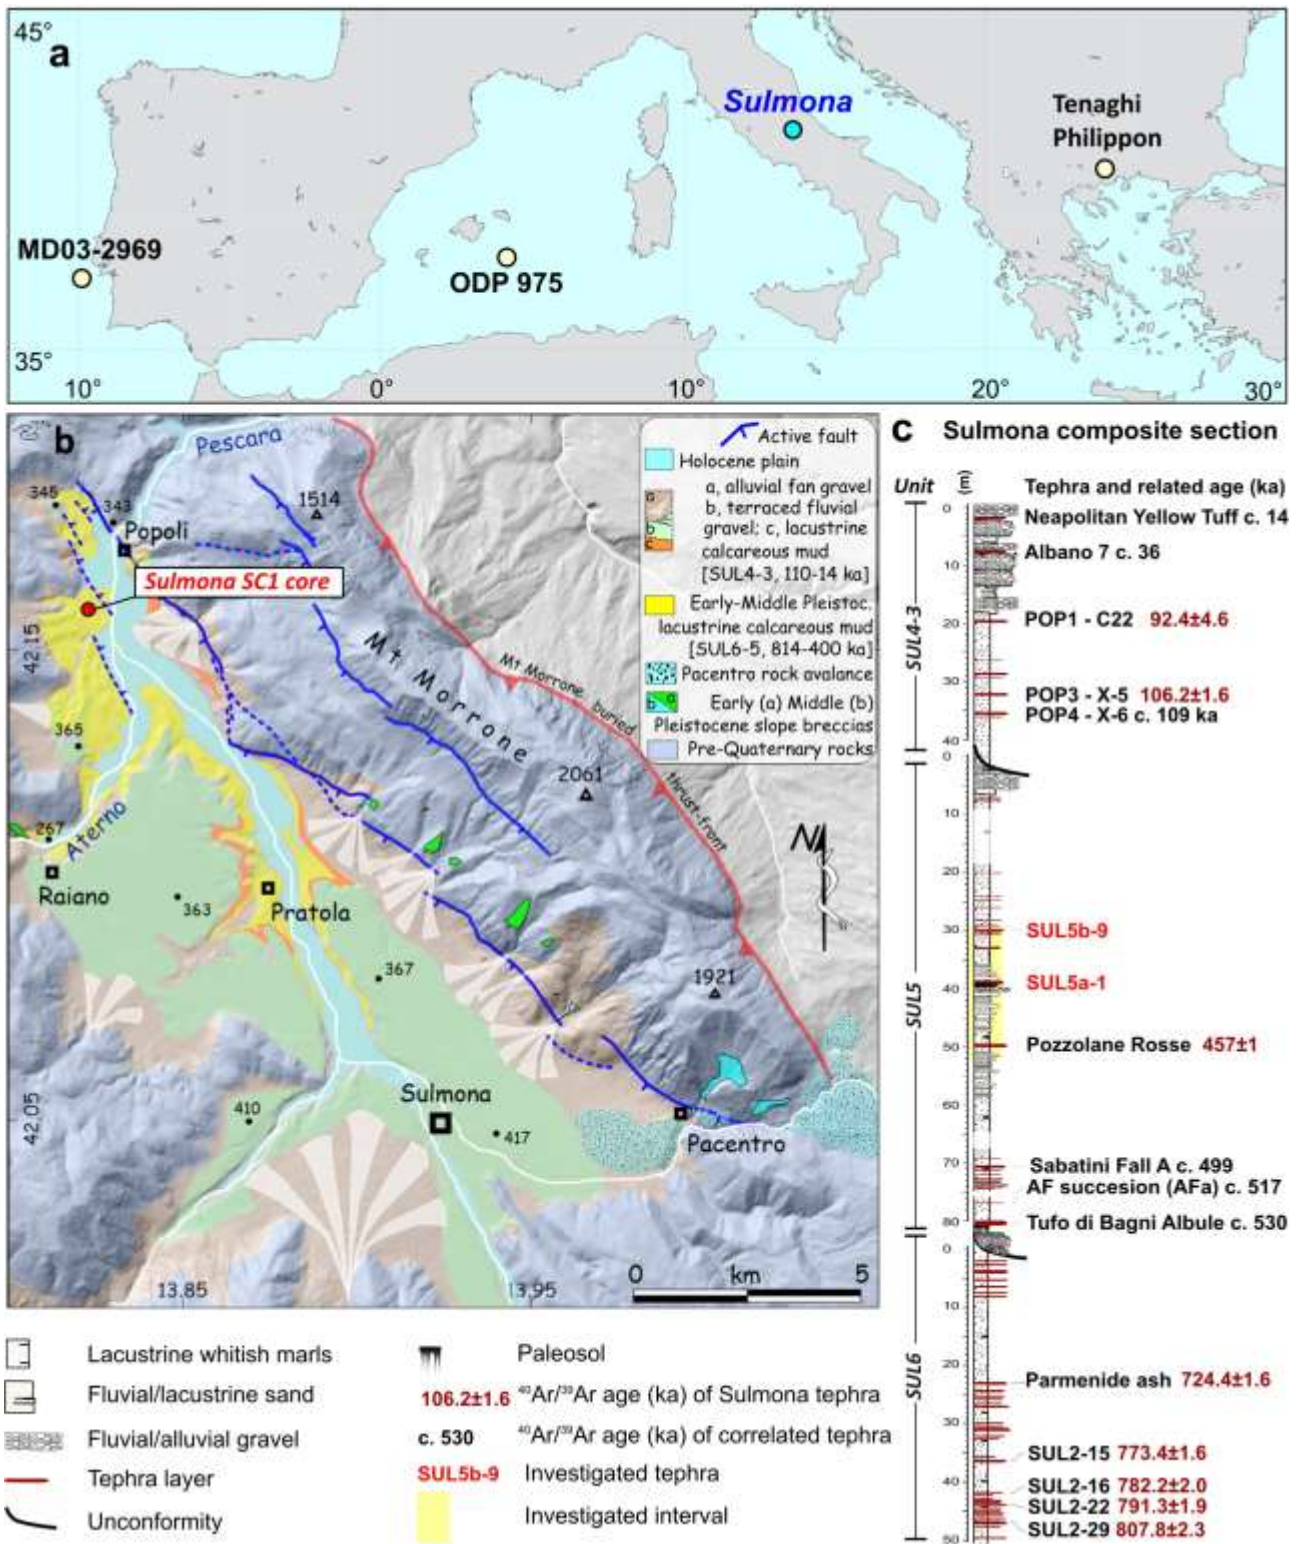 45°
a
Sulmona
Tenaghi
Philippon
MD03-2969
ODP 975
35°
10°
0°
10°
20°
30°
b
Pescara
Active fault
Holocene plain
a, alluvial fan gravel
b, terraced fluvial
gravel; c, lacustrine
calcareous mud
[SUL4-3, 110-14 ka]
Early-Middle Pleistoc.
lacustrine calcareous mud
[SUL6-5, 814-400 ka]
Pacentro rock avalance
Early (a) Middle (b)
Pleistocene slope breccias
Pre-Quaternary rocks
345
343
1514
Popoli
Sulmona SC1 core
42.15
Mt Morrone
Mt Morrone buried
thrust-front
365
2061
267
Aterno
N
Raiano
363
Pratola
367
1921
42.05
410
Sulmona
417
Pacentro
13.85
13.95
0 km 5
c Sulmona composite section
Unit (m) Tephra and related age (ka)
0
Neapolitan Yellow Tuff c. 14
Albano 7 c. 36
10
20
POP1 - C22 92.4±4.6
SUL4-3
30
POP3 - X-5 106.2±1.6
POP4 - X-6 c. 109 ka
40
0
10
20
30
SUL5b-9
SUL5
40
SUL5a-1
50
Pozzolane Rosse 457±1
60
70
Sabatini Fall A c. 499
AF succesion (AFa) c. 517
80
Tufo di Bagni Albule c. 530
0
10
20
SUL6
Parmenide ash 724.4±1.6
30
SUL2-15 773.4±1.6
40
SUL2-16 782.2±2.0
SUL2-22 791.3±1.9
SUL2-29 807.8±2.3
50
Lacustrine whitish marls
Fluvial/lacustrine sand
Fluvial/alluvial gravel
Tephra layer
Unconformity
Paleosol
106.2±1.6 ⁴⁰Ar/³⁹Ar age (ka) of Sulmona tephra
c. 530 ⁴⁰Ar/³⁹Ar age (ka) of correlated tephra
SUL5b-9 Investigated tephra
Investigated interval